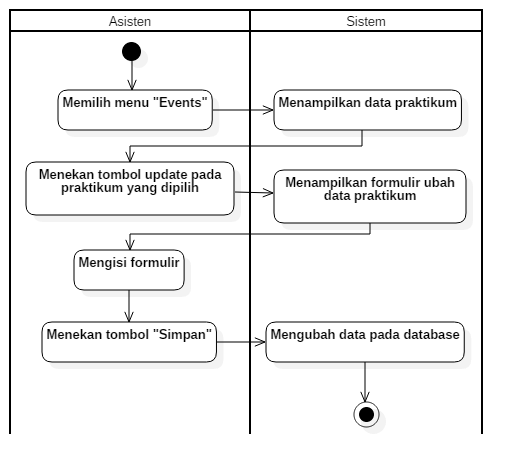 Asisten
Sistem
Memilih menu "Events"
Menampilkan data praktikum
Menekan tombol update pada
praktikum yang dipilih
Menampilkan formulir ubah
data praktikum
Mengisi formulir
Menekan tombol "Simpan"
Mengubah data pada database